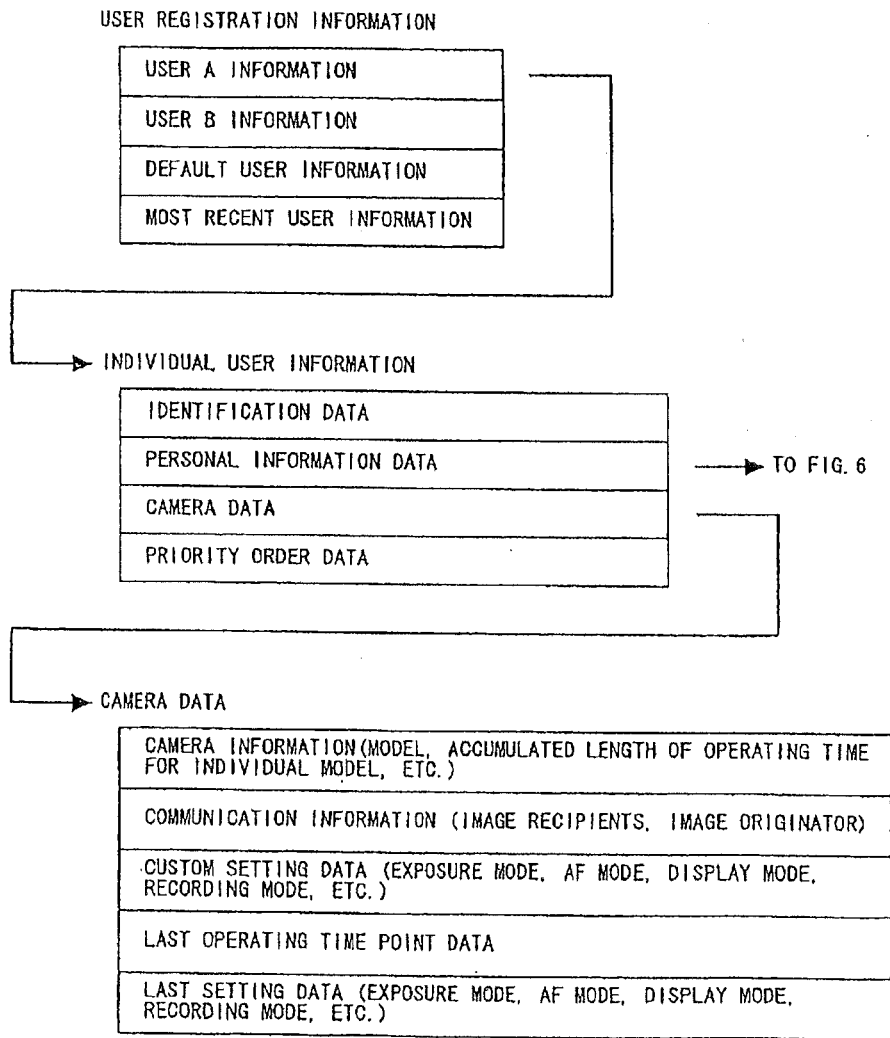 USER REGISTRATION INFORMATION
USER A INFORMATION
USER B INFORMATION
DEFAULT USER INFORMATION
MOST RECENT USER INFORMATION
INDIVIDUAL USER INFORMATION
IDENTIFICATION DATA
PERSONAL INFORMATION DATA
TO FIG. 6
CAMERA DATA
PRIORITY ORDER DATA
CAMERA DATA
CAMERA INFORMATION(MODEL, ACCUMULATED LENGTH OF OPERATING TIME
FOR INDIVIDUAL MODEL, ETC.)
COMMUNICATION INFORMATION (IMAGE RECIPIENTS, IMAGE ORIGINATOR)
CUSTOM SETTING DATA (EXPOSURE MODE, AF MODE, DISPLAY MODE,
RECORDING MODE, ETC.)
LAST OPERATING TIME POINT DATA
LAST SETTING DATA (EXPOSURE MODE, AF MODE, DISPLAY MODE,
RECORDING MODE, ETC.)